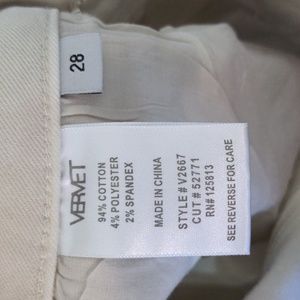 28
VERVET
94% COTTON
4% POLYESTER
2% SPANDEX
MADE IN CHINA
STYLE # V2667
CUT # 52771
RN# 125813
SEE REVERSE FOR CARE